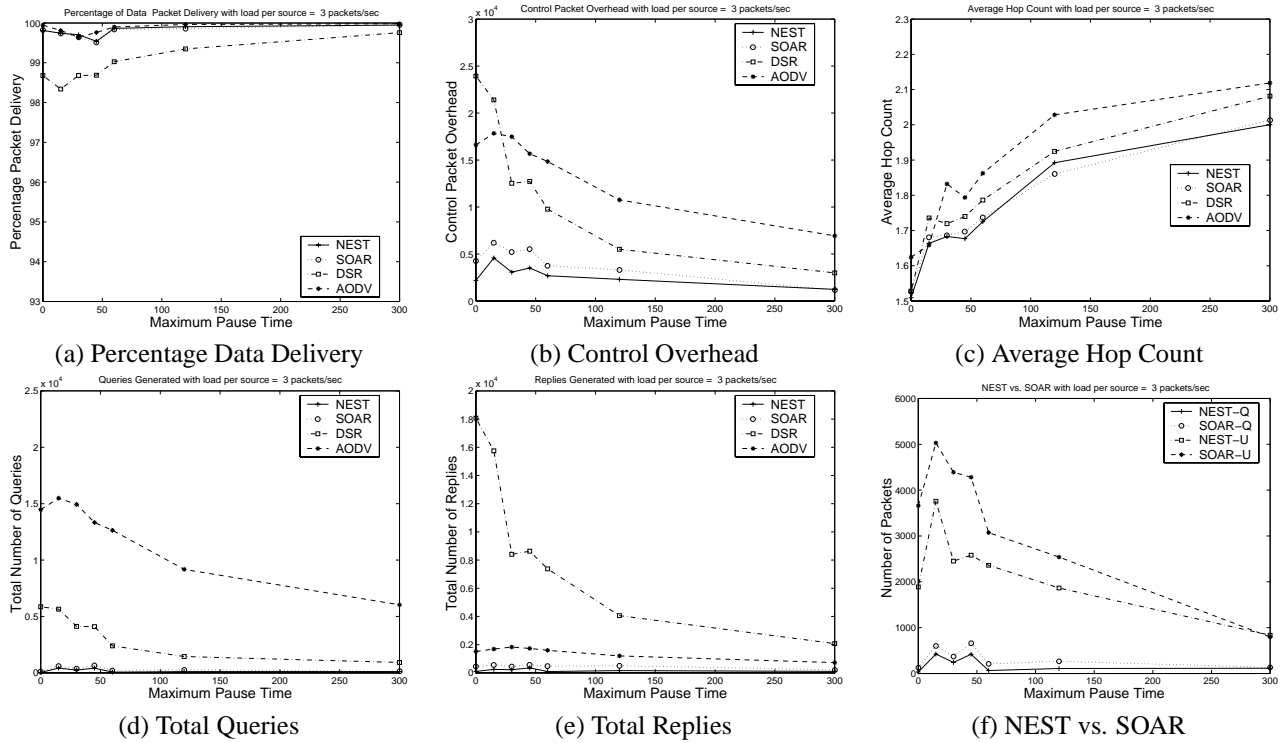 Percentage of Data Packet Delivery with load per source = 3 packets/sec
100
99
98
97
96
95
94
93
Percentage Packet Delivery
NEST
SOAR
DSR
AODV
0 50 100 150 200 250 300
Maximum Pause Time
(a) Percentage Data Delivery
x 10^4
Control Packet Overhead with load per source = 3 packets/sec
3
2.5
2
1.5
1
0.5
0
Control Packet Overhead
NEST
SOAR
DSR
AODV
0 50 100 150 200 250 300
Maximum Pause Time
(b) Control Overhead
Average Hop Count with load per source = 3 packets/sec
2.3
2.2
2.1
2
1.9
1.8
1.7
1.6
1.5
Average Hop Count
NEST
SOAR
DSR
AODV
0 50 100 150 200 250 300
Maximum Pause Time
(c) Average Hop Count
x 10^4
Queries Generated with load per source = 3 packets/sec
2.5
2
1.5
1
0.5
0
Total Number of Queries
NEST
SOAR
DSR
AODV
0 50 100 150 200 250 300
Maximum Pause Time
(d) Total Queries
x 10^4
Replies Generated with load per source = 3 packets/sec
2
1.8
1.6
1.4
1.2
1
0.8
0.6
0.4
0.2
0
Total Number of Replies
NEST
SOAR
DSR
AODV
0 50 100 150 200 250 300
Maximum Pause Time
(e) Total Replies
NEST vs. SOAR with load per source = 3 packets/sec
6000
5000
4000
3000
2000
1000
0
Number of Packets
NEST-Q
SOAR-Q
NEST-U
SOAR-U
0 50 100 150 200 250 300
Maximum Pause Time
(f) NEST vs. SOAR